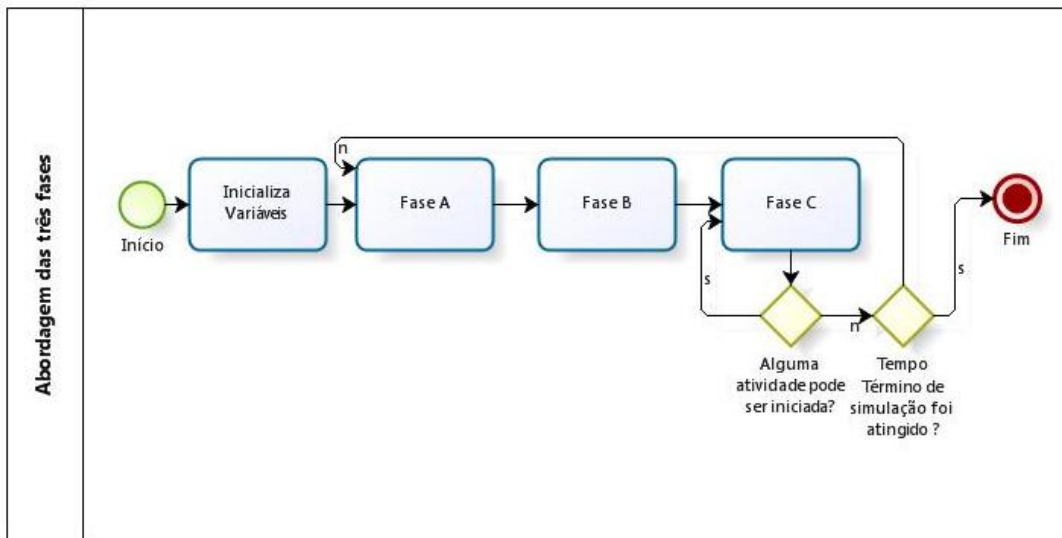 Abordagem das três fases
Início
Inicializa
Variáveis
Fase A
Fase B
Fase C
n
s
n
s
Alguma
atividade pode
ser iniciada?
Tempo
Término de
simulação foi
atingido ?
Fim